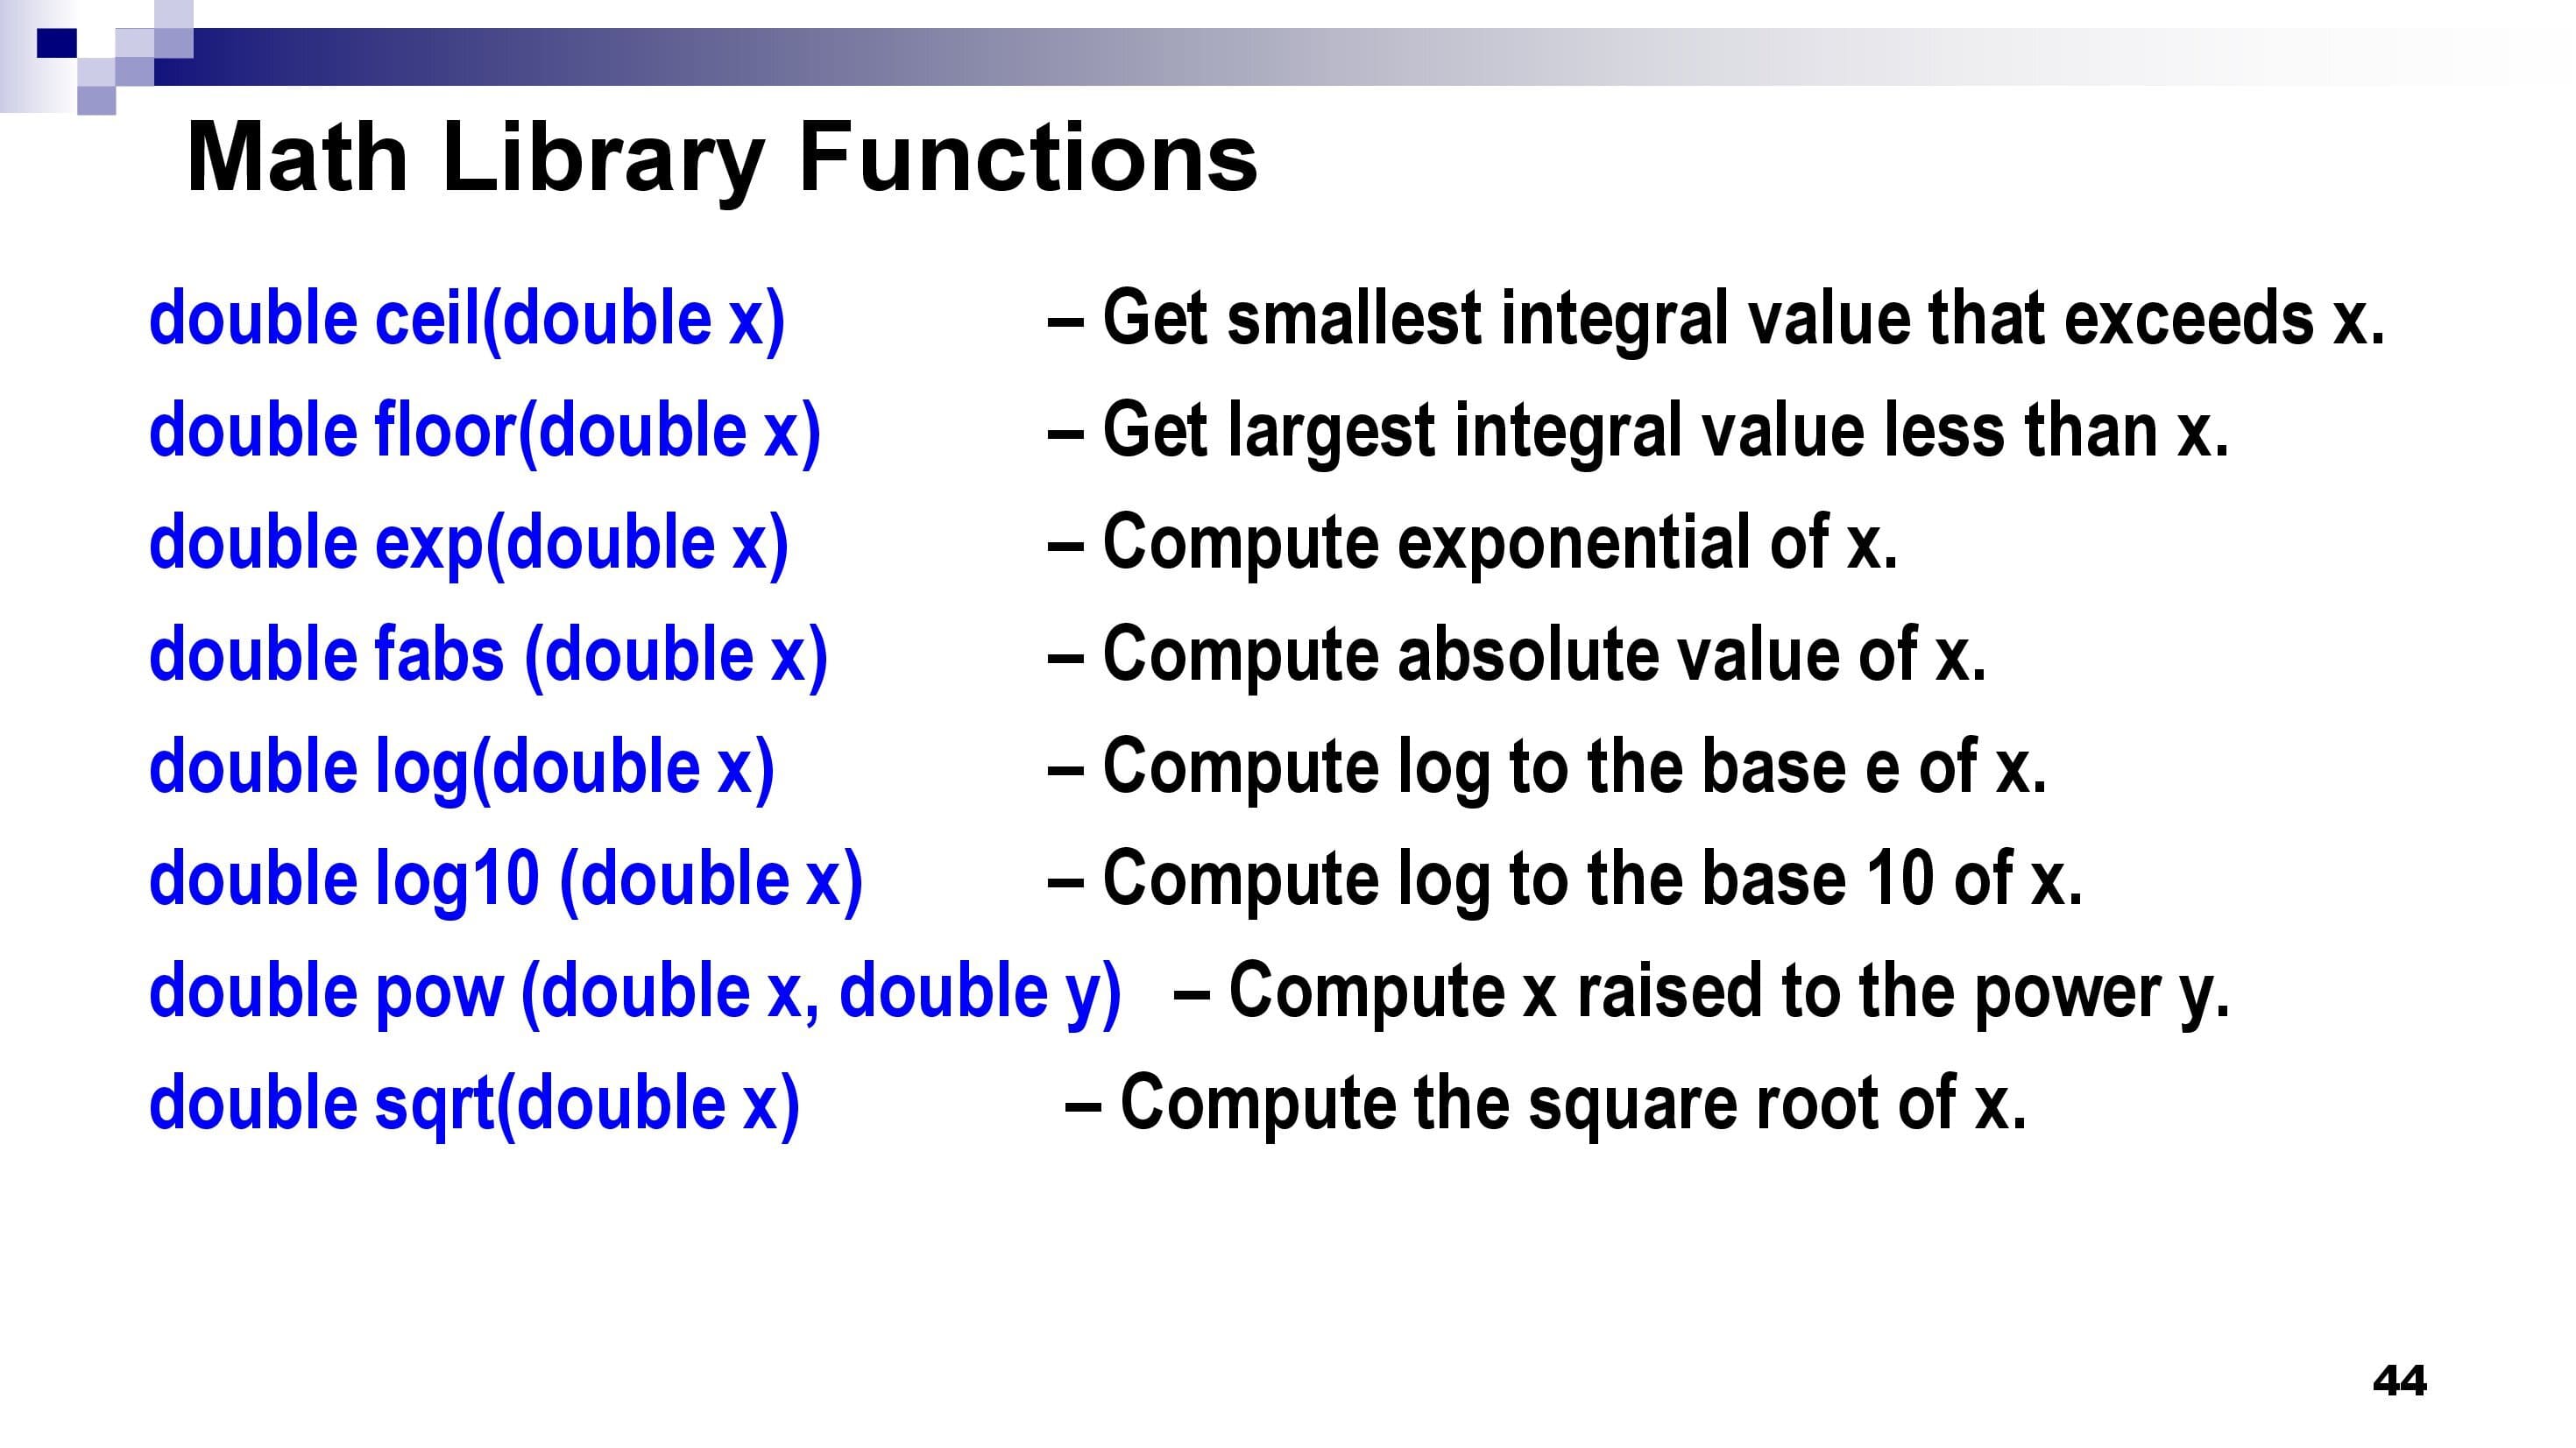 Math Library Functions
double ceil(double x) – Get smallest integral value that exceeds x.
double floor(double x) – Get largest integral value less than x.
double exp(double x) – Compute exponential of x.
double fabs (double x) – Compute absolute value of x.
double log(double x) – Compute log to the base e of x.
double log10 (double x) – Compute log to the base 10 of x.
double pow (double x, double y) – Compute x raised to the power y.
double sqrt(double x) – Compute the square root of x.
44